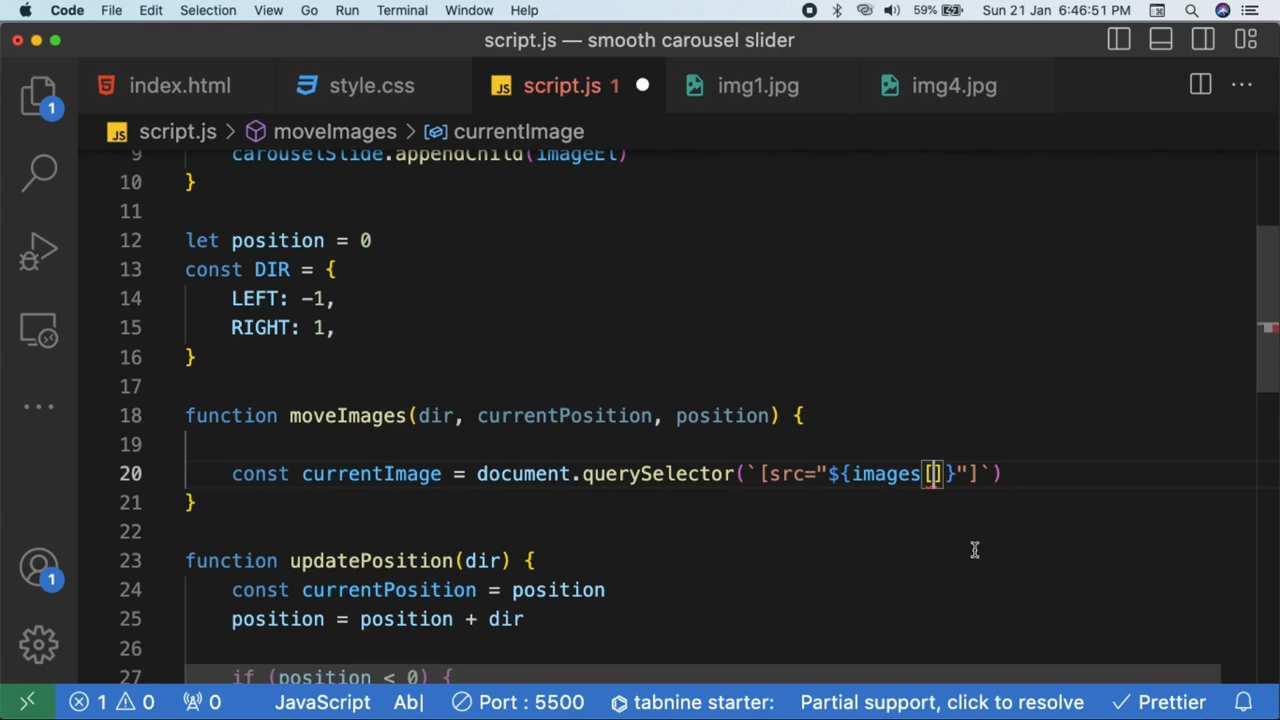 Code File Edit Selection View Go Run Terminal Window Help 59% Sun 21 Jan 6:46:51 PM
script.js — smooth carousel slider
index.html style.css script.js 1 img1.jpg img4.jpg
JS script.js > moveImages > currentImage
9 carouselSlide.appendChild(imageEl)
10 }
11
12 let position = 0
13 const DIR = {
14 LEFT: -1,
15 RIGHT: 1,
16 }
17
18 function moveImages(dir, currentPosition, position) {
19
20 const currentImage = document.querySelector(`[src="${images[]}"]`)
21 }
22
23 function updatePosition(dir) {
24 const currentPosition = position
25 position = position + dir
26
27 if (position < 0) {
1
1
1 0 0 JavaScript Ab| Port : 5500 tabnine starter: Partial support, click to resolve Prettier